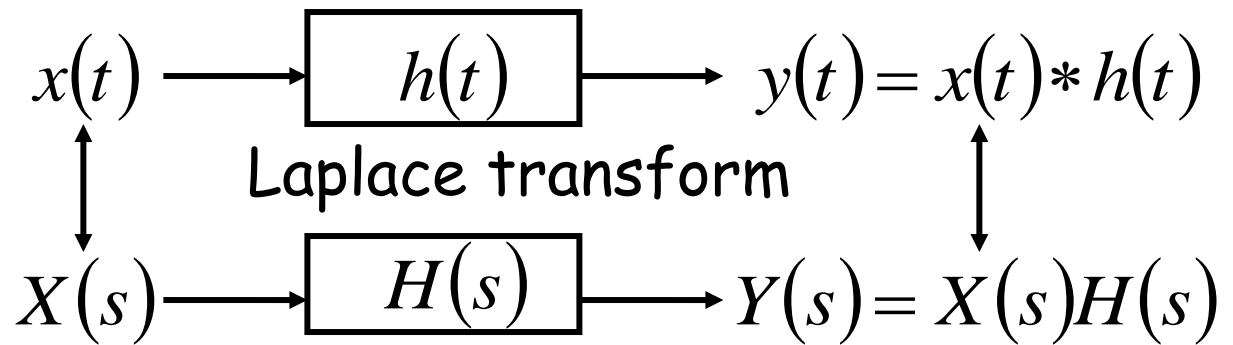 x(t) h(t) y(t) = x(t) * h(t)
Laplace transform
X(s) H(s) Y(s) = X(s)H(s)